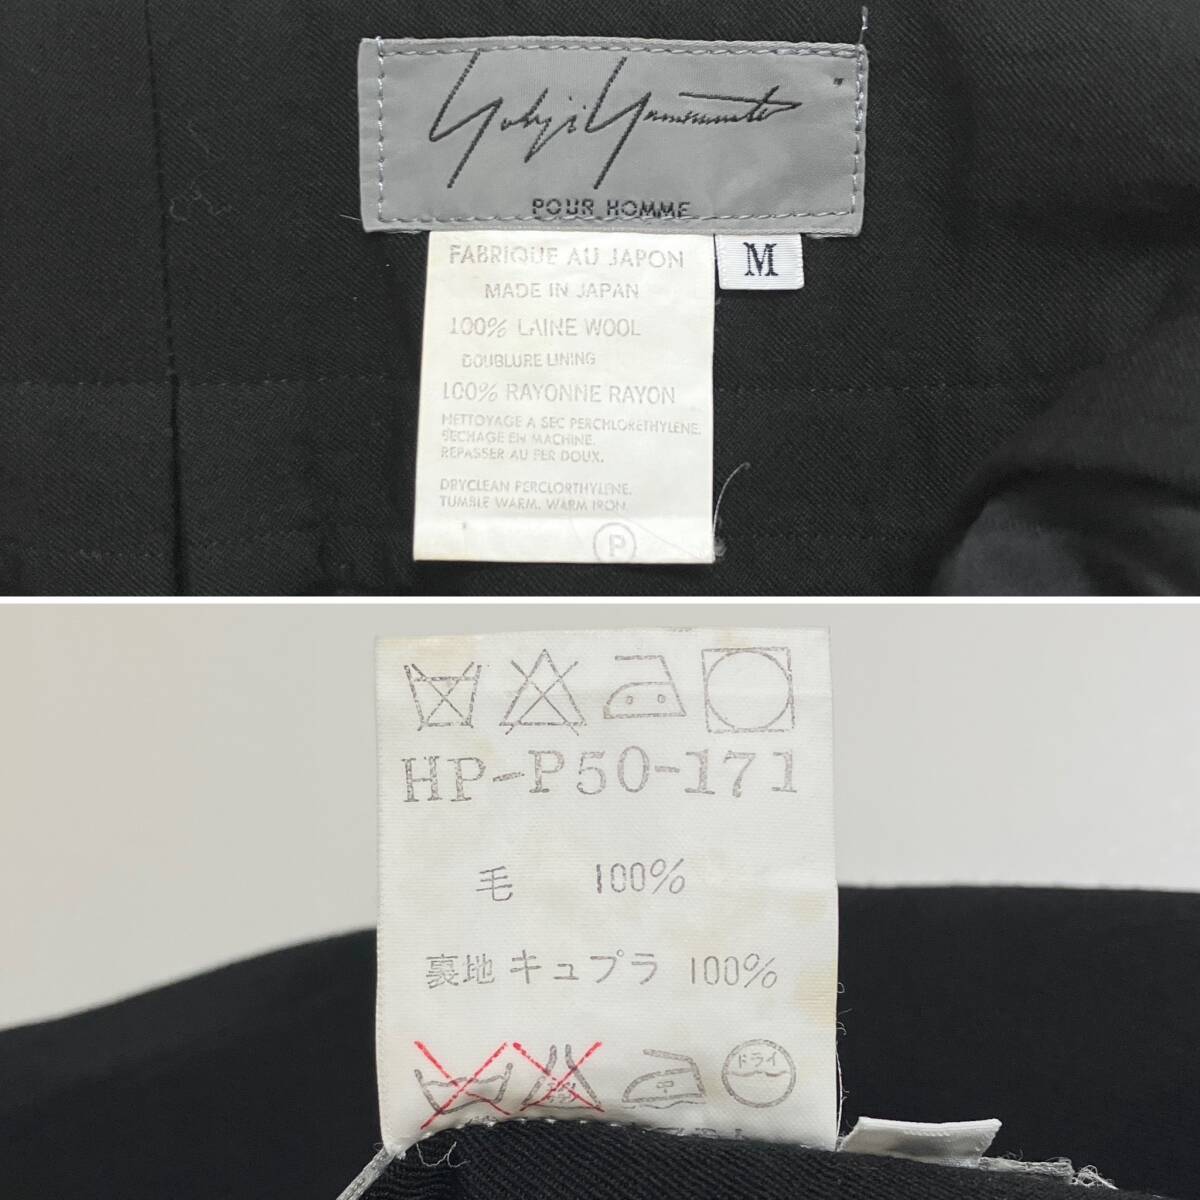 Yohji Yamamoto
POUR HOMME
M
FABRIQUE AU JAPON
MADE IN JAPAN
100% LAINE WOOL
DOUBLURE LINING
100% RAYONNE RAYON
NETTOYAGE A SEC PERCHLORETHYLENE.
SECHAGE EN MACHINE.
REPASSER AU FER DOUX.
DRYCLEAN PERCLORTHYLENE.
TUMBLE WARM. WARM IRON.
P
HP-P50-171
毛 100%
裏地 キュプラ 100%
中 ドライ